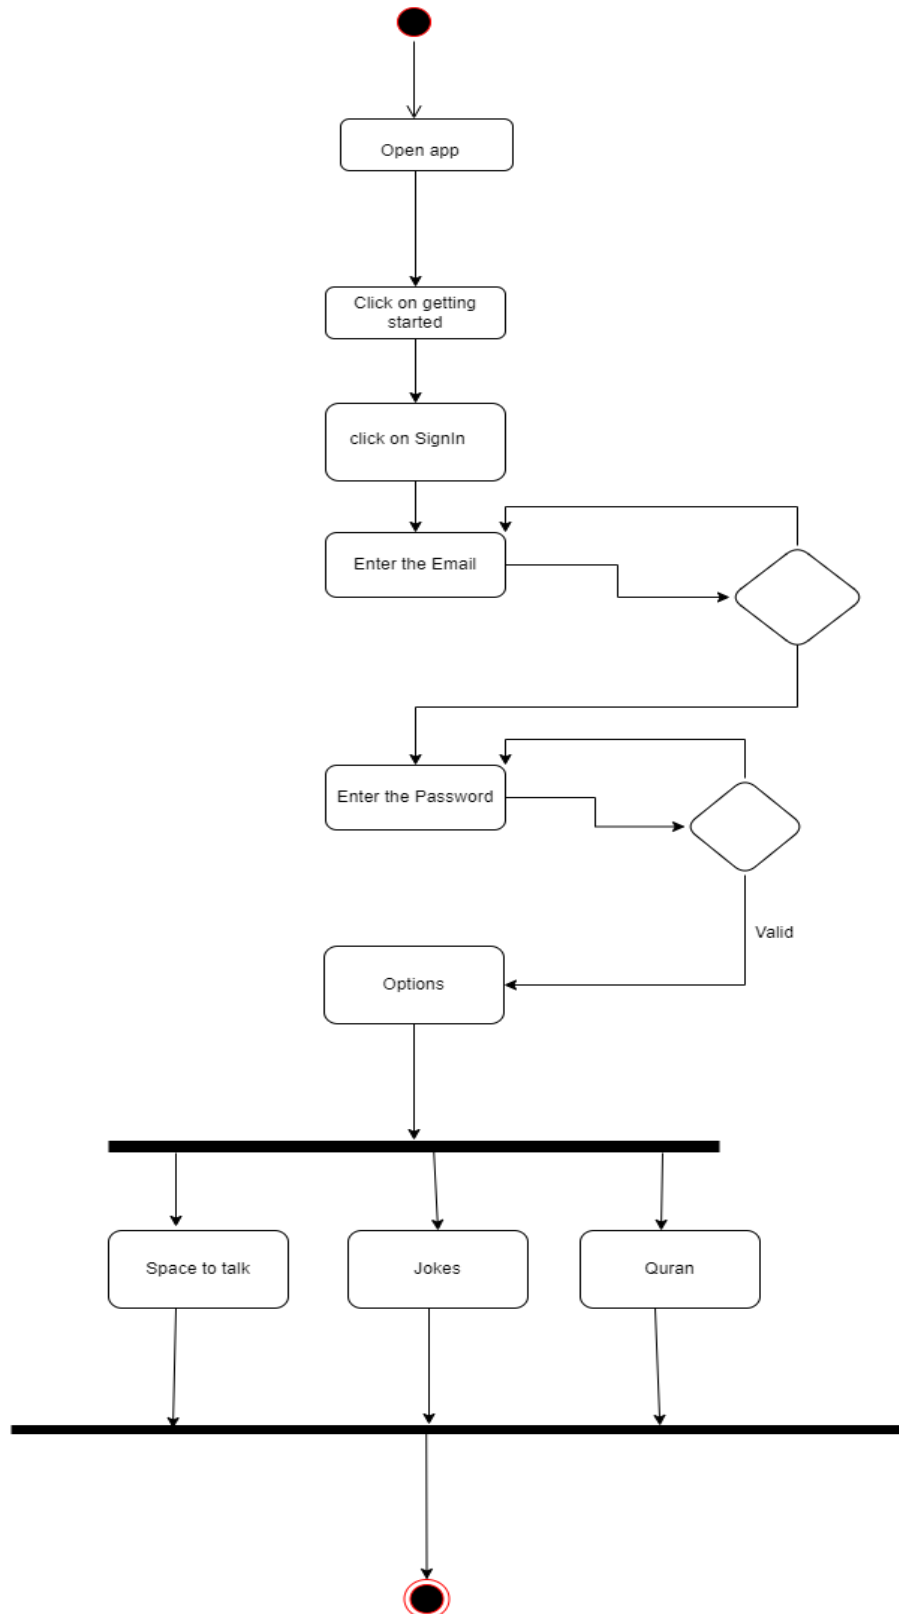 Open app
Click on getting
started
click on SignIn
Enter the Email
Enter the Password
Valid
Options
Space to talk
Jokes
Quran